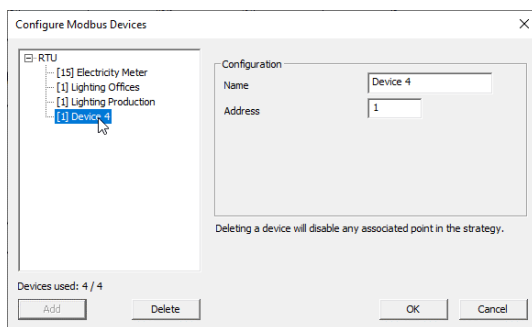 Configure Modbus Devices
RTU
[15] Electricity Meter
[1] Lighting Offices
[1] Lighting Production
[1] Device 4
Configuration
Name
Device 4
Address
1
Deleting a device will disable any associated point in the strategy.
Devices used: 4 / 4
Add
Delete
OK
Cancel